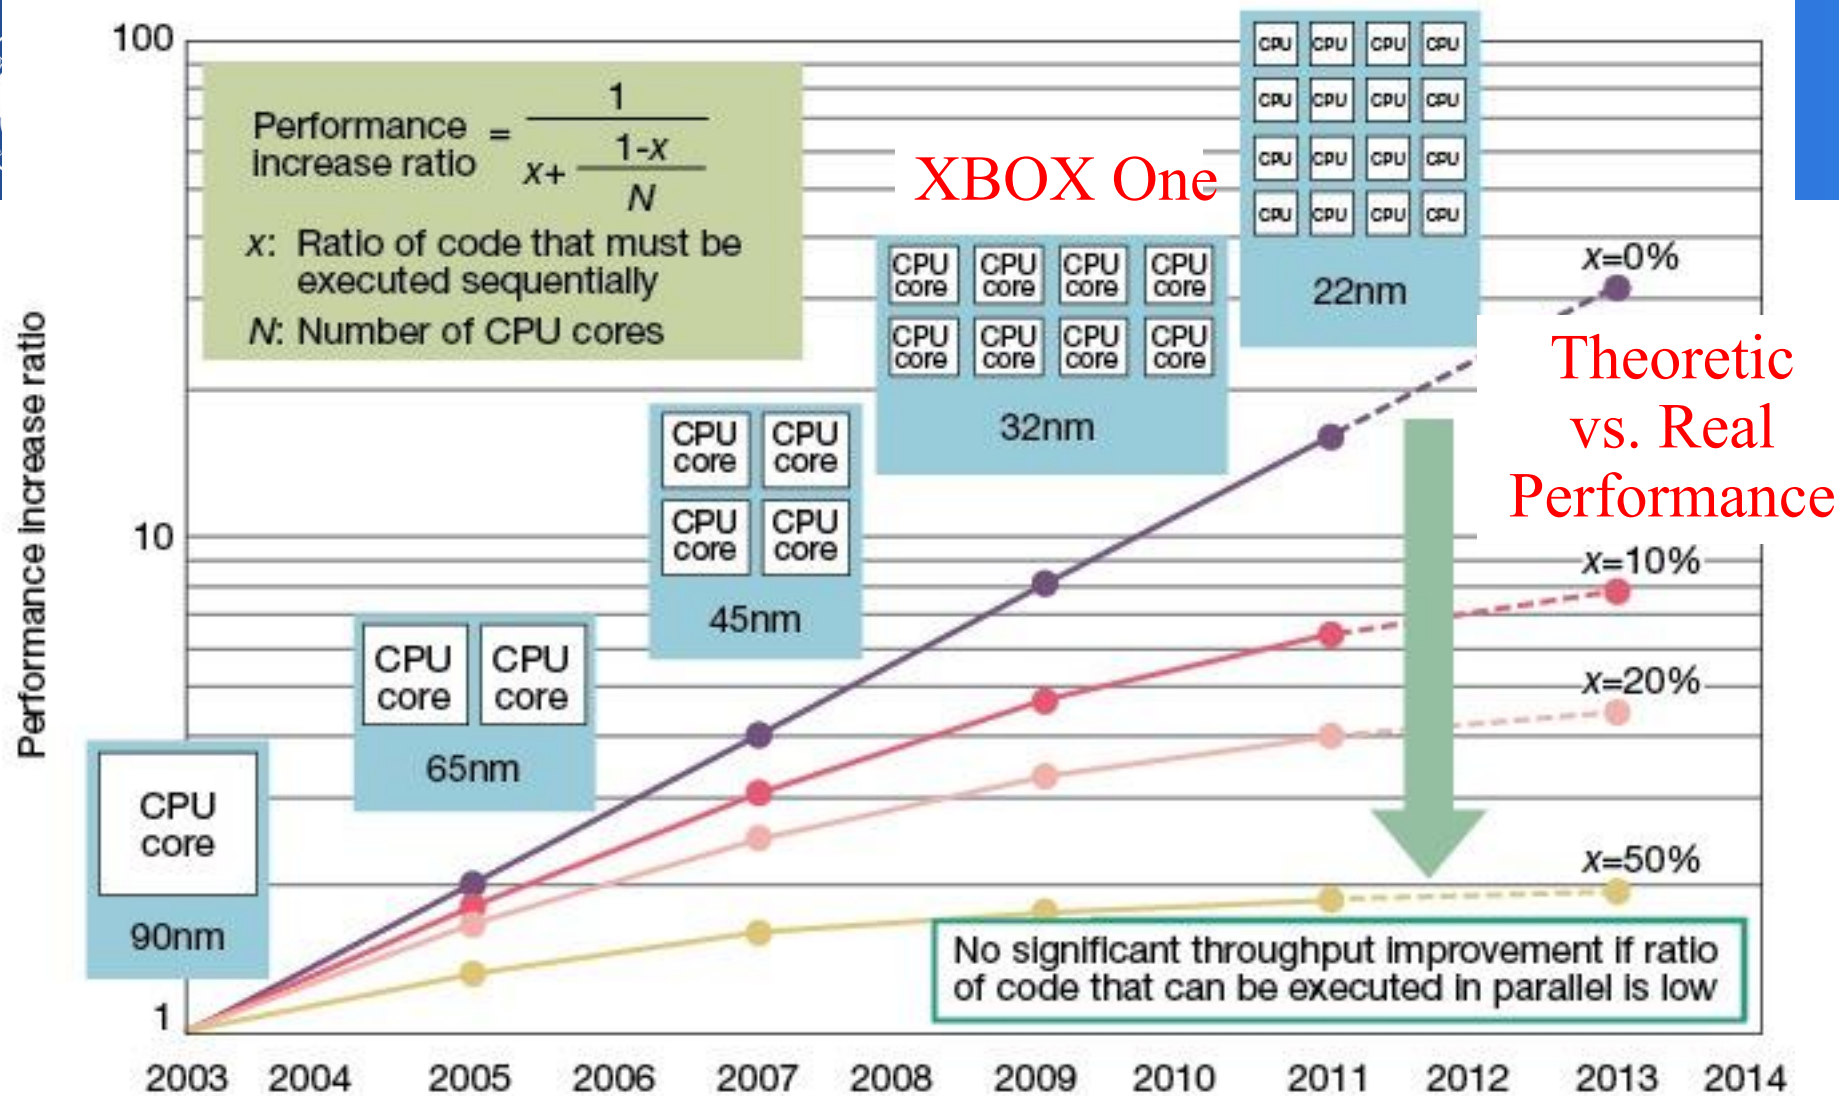 100
10
1
Performance increase ratio
Performance
increase ratio
=
1
x+
1-x
N
x: Ratio of code that must be
executed sequentially
N: Number of CPU cores
XBOX One
CPU CPU CPU CPU
CPU CPU CPU CPU
CPU CPU CPU CPU
CPU CPU CPU CPU
22nm
CPU CPU CPU CPU
core core core core
CPU CPU CPU CPU
core core core core
32nm
CPU CPU
core core
CPU CPU
core core
45nm
CPU CPU
core core
65nm
CPU
core
90nm
x=0%
Theoretic
vs. Real
Performance
x=10%
x=20%
x=50%
No significant throughput improvement if ratio
of code that can be executed in parallel is low
2003 2004 2005 2006 2007 2008 2009 2010 2011 2012 2013 2014